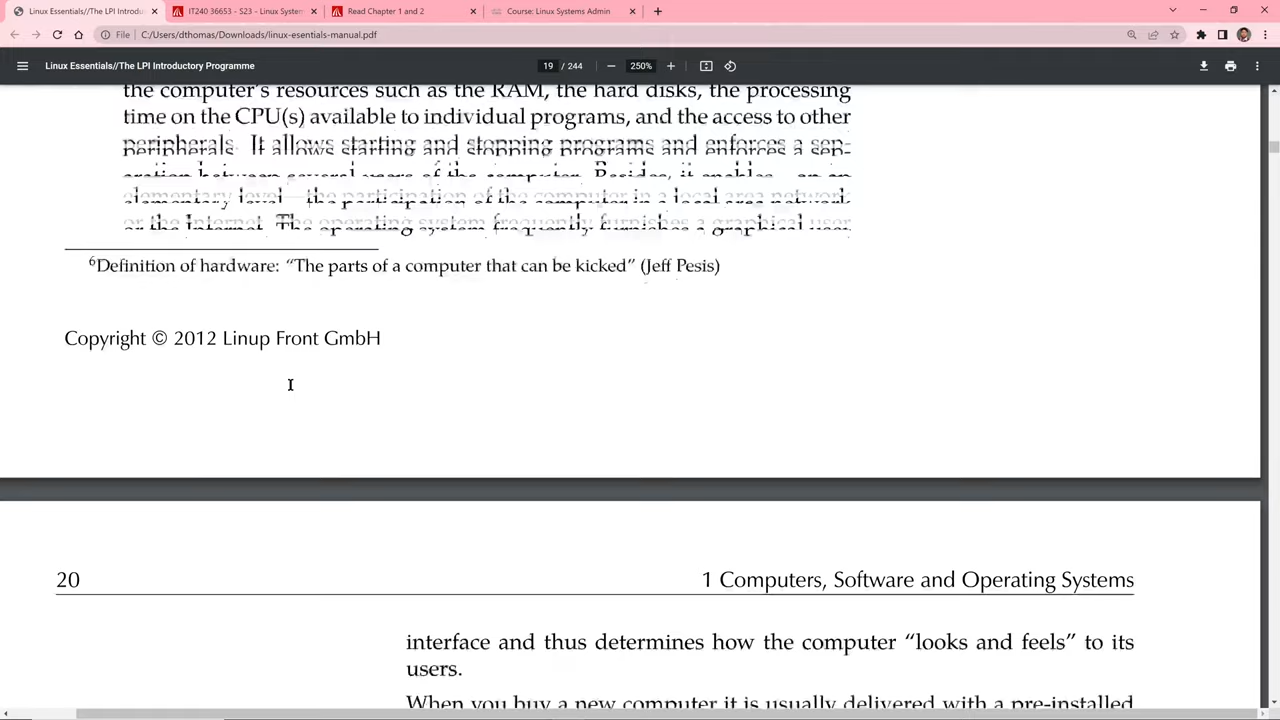 Linux Essentials//The LPI Introdu
IT240 36653 - S23 - Linux System
Read Chapter 1 and 2
Course: Linux Systems Admin
File
C:/Users/dthomas/Downloads/linux-esentials-manual.pdf
Linux Essentials//The LPI Introductory Programme
19 / 244
250%
the computer's resources such as the RAM, the hard disks, the processing
time on the CPU(s) available to individual programs, and the access to other
peripherals. It allows starting and stopping programs and enforces a sep-
aration between several users of the computer. Besides, it enables – on an
elementary level – the participation of the computer in a local area network
or the Internet. The operating system frequently furnishes a graphical user
6Definition of hardware: “The parts of a computer that can be kicked” (Jeff Pesis)
Copyright © 2012 Linup Front GmbH
20
1 Computers, Software and Operating Systems
interface and thus determines how the computer “looks and feels” to its
users.
When you buy a new computer it is usually delivered with a pre-installed